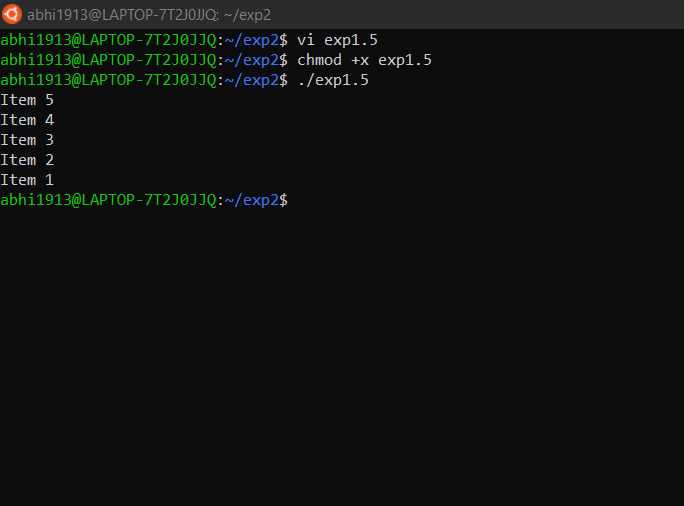 abhi1913@LAPTOP-7T2J0JJQ: ~/exp2
abhi1913@LAPTOP-7T2J0JJQ:~/exp2$ vi exp1.5
abhi1913@LAPTOP-7T2J0JJQ:~/exp2$ chmod +x exp1.5
abhi1913@LAPTOP-7T2J0JJQ:~/exp2$ ./exp1.5
Item 5
Item 4
Item 3
Item 2
Item 1
abhi1913@LAPTOP-7T2J0JJQ:~/exp2$